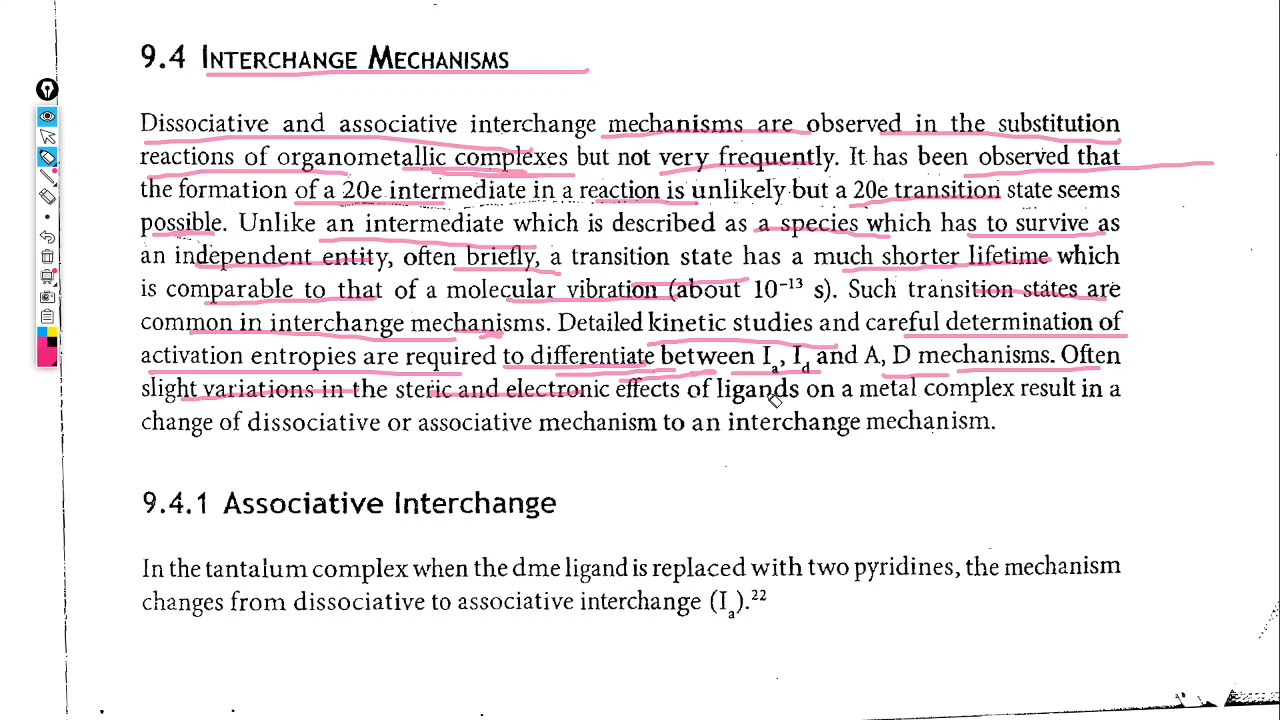 9.4 INTERCHANGE MECHANISMS
Dissociative and associative interchange mechanisms are observed in the substitution
reactions of organometallic complexes but not very frequently. It has been observed that
the formation of a 20e intermediate in a reaction is unlikely but a 20e transition state seems
possible. Unlike an intermediate which is described as a species which has to survive as
an independent entity, often briefly, a transition state has a much shorter lifetime which
is comparable to that of a molecular vibration (about 10⁻¹³ s). Such transition states are
common in interchange mechanisms. Detailed kinetic studies and careful determination of
activation entropies are required to differentiate between Iₐ, I_d and A, D mechanisms. Often
slight variations in the steric and electronic effects of ligands on a metal complex result in a
change of dissociative or associative mechanism to an interchange mechanism.
9.4.1 Associative Interchange
In the tantalum complex when the dme ligand is replaced with two pyridines, the mechanism
changes from dissociative to associative interchange (Iₐ).²²